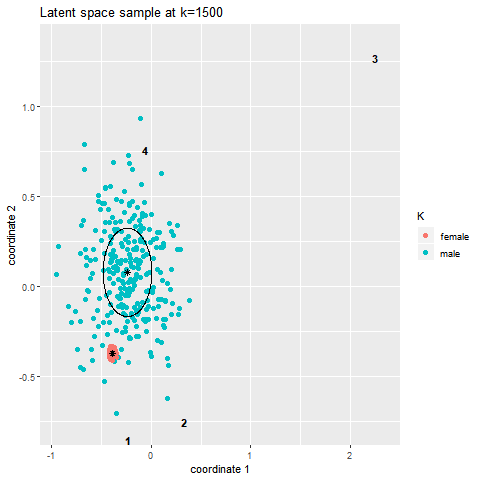 Latent space sample at k=1500
3
1.0
4
0.5
0.0
-0.5
2
1
-1
0
1
2
coordinate 1
coordinate 2
K
female
male